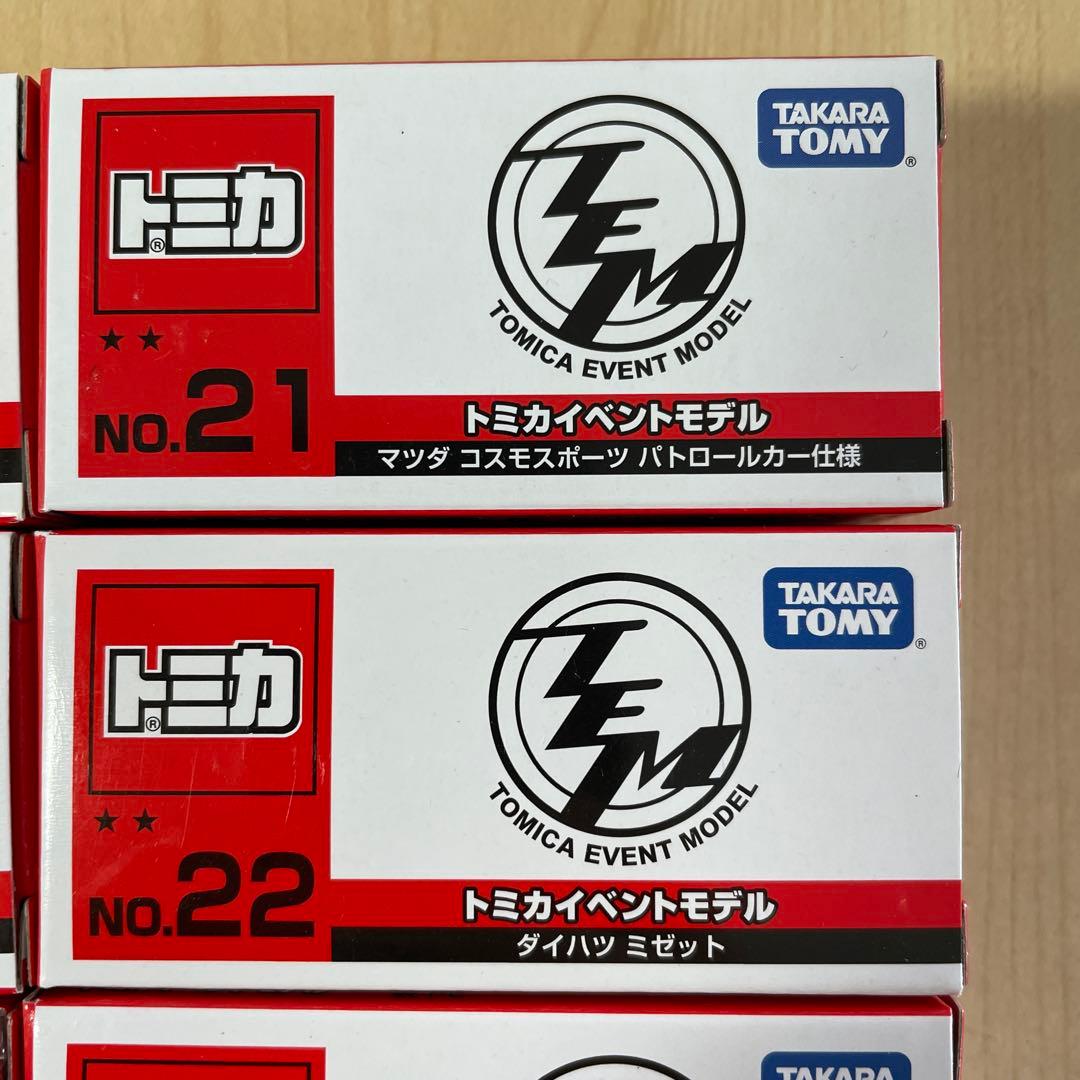 トミカ®
TEM
TOMICA EVENT MODEL
TAKARA
TOMY®
★★
NO.21
トミカイベントモデル
マツダ コスモスポーツ パトロールカー仕様
トミカ®
TEM
TOMICA EVENT MODEL
TAKARA
TOMY®
★★
NO.22
トミカイベントモデル
ダイハツ ミゼット
TAKARA